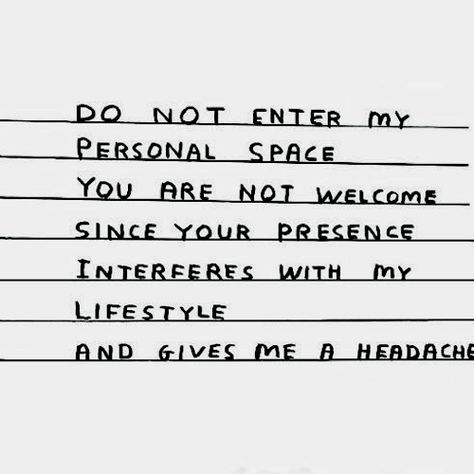 DO NOT ENTER MY
PERSONAL SPACE
YOU ARE NOT WELCOME
SINCE YOUR PRESENCE
INTERFERES WITH MY
LIFESTYLE
AND GIVES ME A HEADACHE